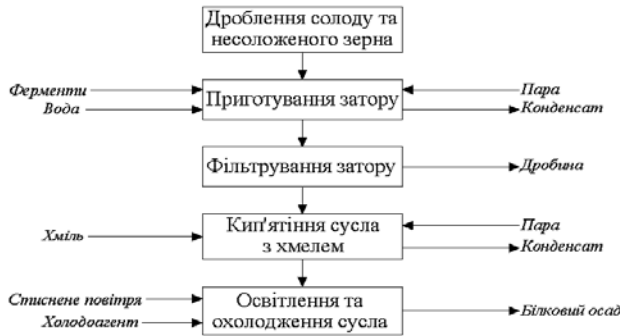 Дроблення солоду та
несоложеного зерна
Ферменти
Вода
Приготування затору
Пара
Конденсат
Фільтрування затору
Дробина
Хміль
Кип'ятіння сусла
з хмелем
Пара
Конденсат
Стиснене повітря
Холодоагент
Освітлення та
охолодження сусла
Білковий осад